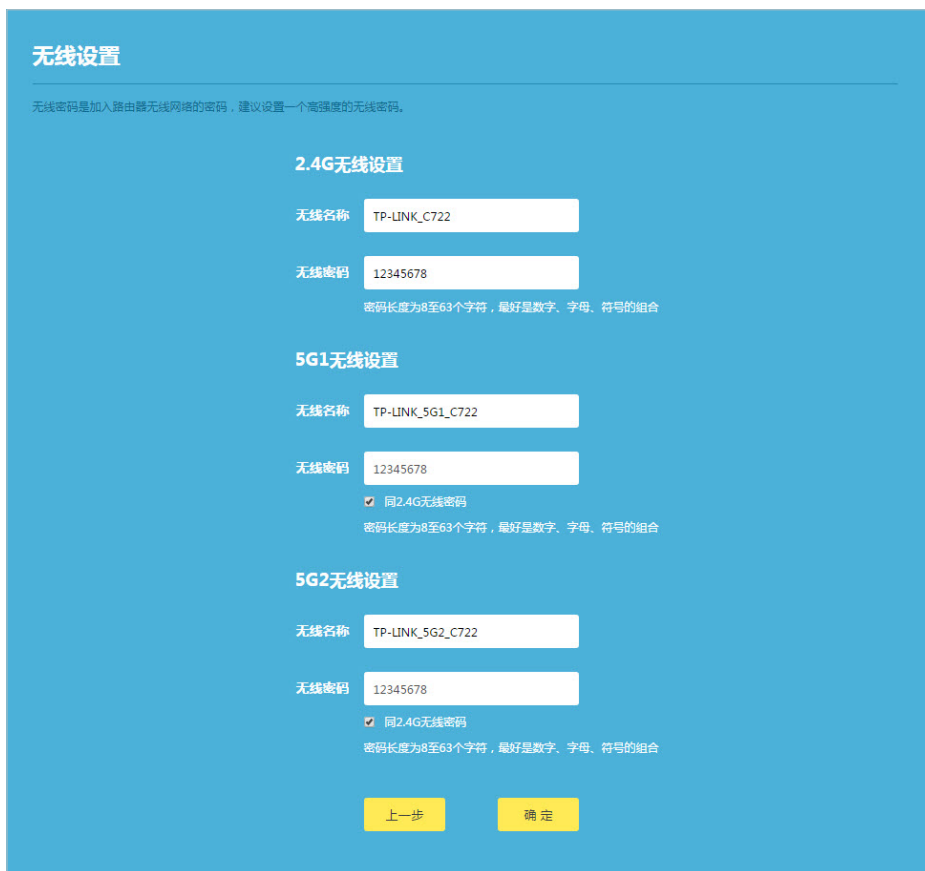 无线设置
无线密码是加入路由器无线网络的密码，建议设置一个高强度的无线密码。
2.4G无线设置
无线名称 TP-LINK_C722
无线密码 12345678
密码长度为8至63个字符，最好是数字、字母、符号的组合
5G1无线设置
无线名称 TP-LINK_5G1_C722
无线密码 12345678
同2.4G无线密码
密码长度为8至63个字符，最好是数字、字母、符号的组合
5G2无线设置
无线名称 TP-LINK_5G2_C722
无线密码 12345678
同2.4G无线密码
密码长度为8至63个字符，最好是数字、字母、符号的组合
上一步 确 定